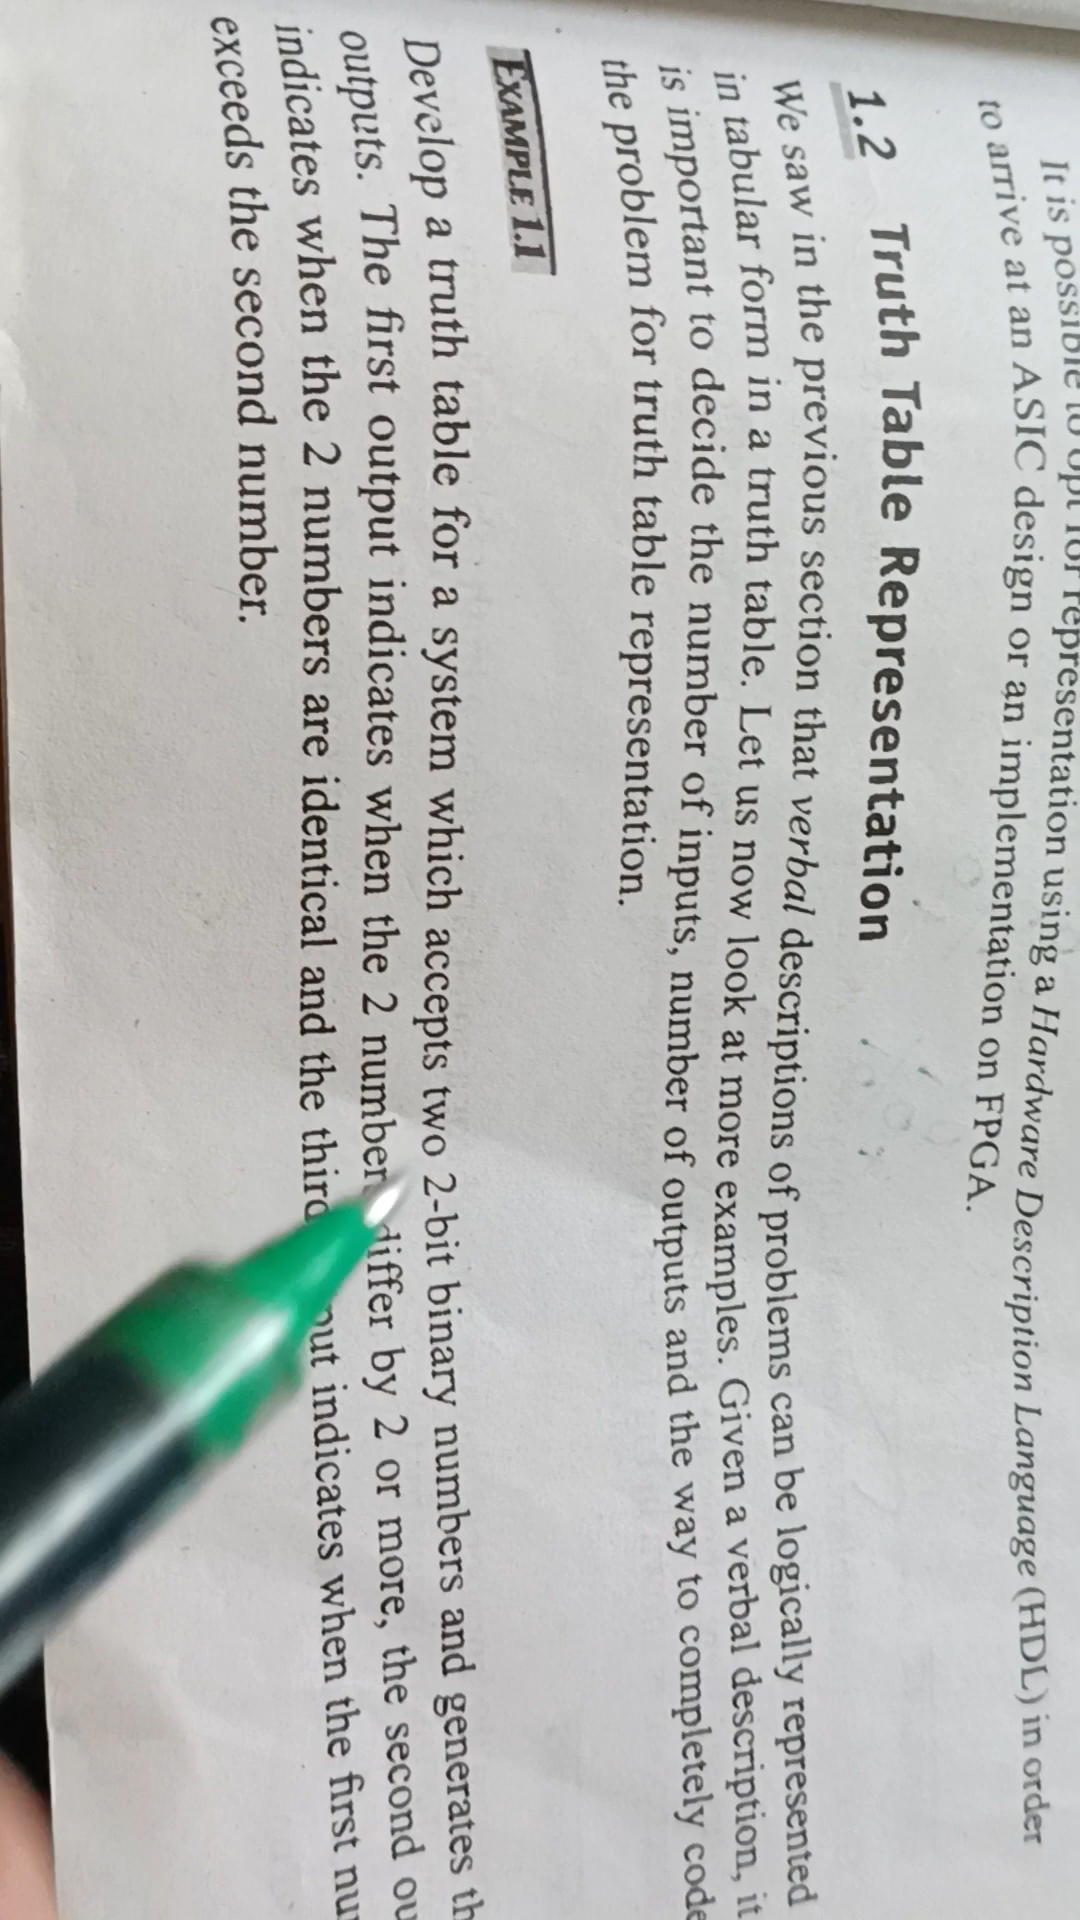 It is possible to opt for representation using a Hardware Description Language (HDL) in order
to arrive at an ASIC design or an implementation on FPGA.
1.2 Truth Table Representation
We saw in the previous section that verbal descriptions of problems can be logically represented
in tabular form in a truth table. Let us now look at more examples. Given a verbal description, it
is important to decide the number of inputs, number of outputs and the way to completely code
the problem for truth table representation.
EXAMPLE 1.1
Develop a truth table for a system which accepts two 2-bit binary numbers and generates
outputs. The first output indicates when the 2 number differ by 2 or more, the second
indicates when the 2 numbers are identical and the third indicates when the first
exceeds the second number.